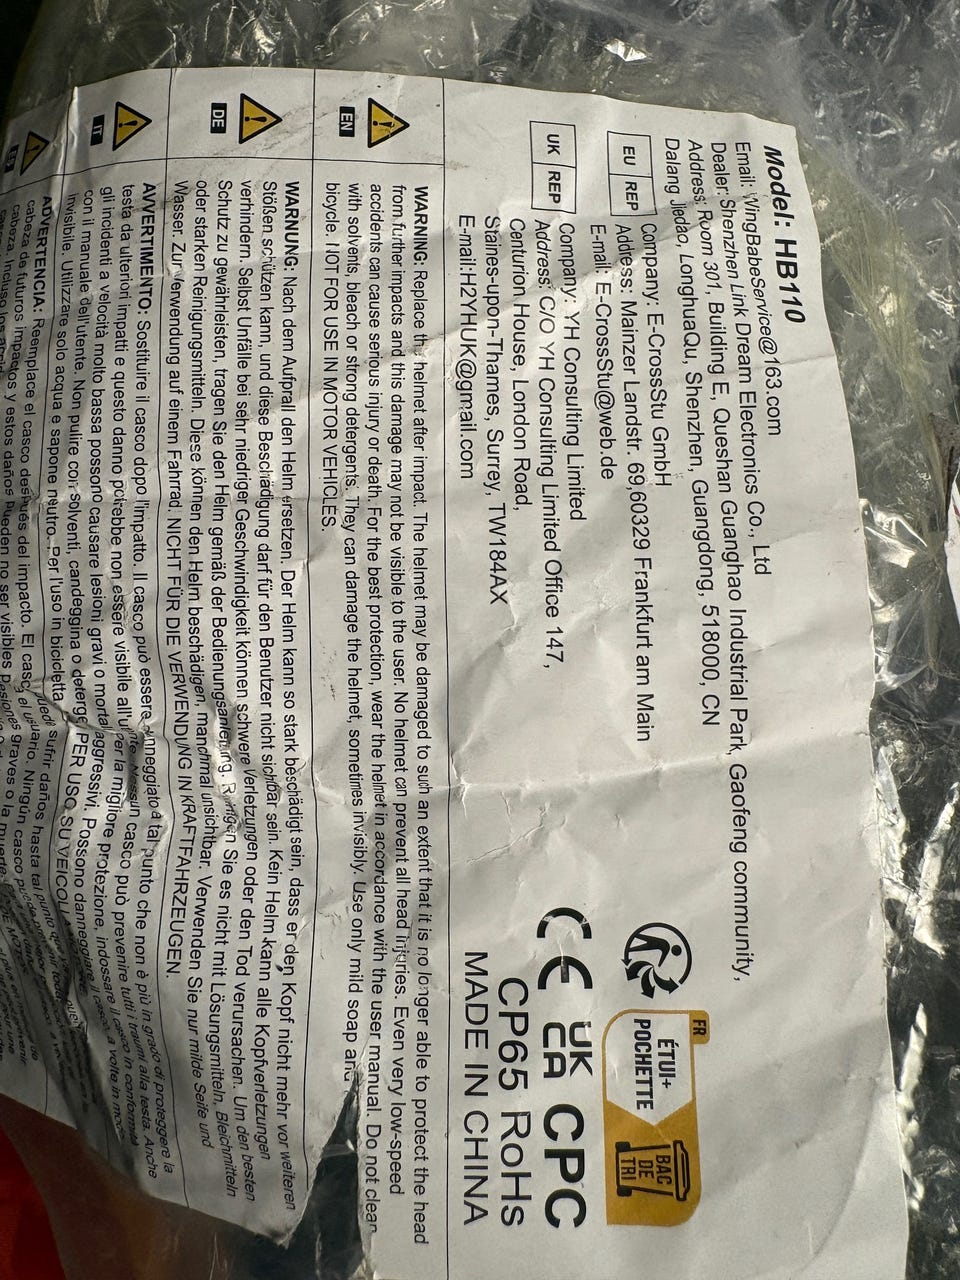 Model: HB110
Email: WingBabeService@163.com
Dealer:Shenzhen Link Dream Electronics Co., Ltd
Address: Room 301, Building E, Queshan Guanghao Industrial Park, Gaofeng community,
Dalang Jiedao, LonghuaQu, Shenzhen, Guangdong, 518000, CN
EU REP
Company: E-CrossStu GmbH
Address: Mainzer Landstr. 69,60329 Frankfurt am Main
E-mail: E-CrossStu@web.de
UK REP
Company: YH Consulting Limited
Address: C/O YH Consulting Limited Office 147,
Centurion House, London Road,
Staines-upon-Thames, Surrey, TW184AX
E-mail:H2YHUK@gmail.com
FR
ÉTUI+
POCHETTE
BAC
DE
TRI
CE UK CA CPC
CP65 RoHs
MADE IN CHINA
EN
WARNING: Replace the helmet after impact. The helmet may be damaged to such an extent that it is no longer able to protect the head
from further impacts and this damage may not be visible to the user. No helmet can prevent all head injuries. Even very low-speed
accidents can cause serious injury or death. For the best protection, wear the helmet in accordance with the user manual. Do not clean
with solvents, bleach or strong detergents. They can damage the helmet, sometimes invisibly. Use only mild soap and
bicycle. NOT FOR USE IN MOTOR VEHICLES.
DE
WARNUNG: Nach dem Aufprall den Helm ersetzen. Der Helm kann so stark beschädigt sein, dass er den Kopf nicht mehr vor weiteren
Stößen schützen kann, und diese Beschädigung darf für den Benutzer nicht sichtbar sein. Kein Helm kann alle Kopfverletzungen
verhindern. Selbst Unfälle bei sehr niedriger Geschwindigkeit können schwere Verletzungen oder den Tod verursachen. Um den besten
Schutz zu gewährleisten, tragen Sie den Helm gemäß der Bedienungsanleitung. Reinigen Sie es nicht mit Lösungsmitteln, Bleichmitteln
oder starken Reinigungsmitteln. Diese können den Helm beschädigen, manchmal unsichtbar. Verwenden Sie nur milde Seife und
Wasser. Zur Verwendung auf einem Fahrrad. NICHT FÜR DIE VERWENDUNG IN KRAFTFAHRZEUGEN.
IT
AVVERTIMENTO: Sostituire il casco dopo l'impatto. Il casco può essere danneggiato a tal punto che non è più in grado di proteggere la
testa da ulteriori impatti e questo danno potrebbe non essere visibile Nessun casco può prevenire tutti i traumi alla testa. Anche
gli incidenti a velocità molto bassa possono causare lesioni gravi o mortali per la migliore protezione, indossare il casco in conformità
con il manuale dell'utente. Non pulire con solventi, candeggina o aggressivi. Possono danneggiare il casco, a volte in modo
invisibile. Utilizzare solo acqua e sapone neutro. Per l'uso in bicicletta. PER USO SU VEICOLI
ADVERTENCIA: Reemplace el casco después del impacto. El casco puede sufrir daños hasta tal punto
cabeza de futuros impactos y estos daños pueden no ser visibles usuario. Ningún casco
cabeza. Incluso los lesiones graves o la muerte.